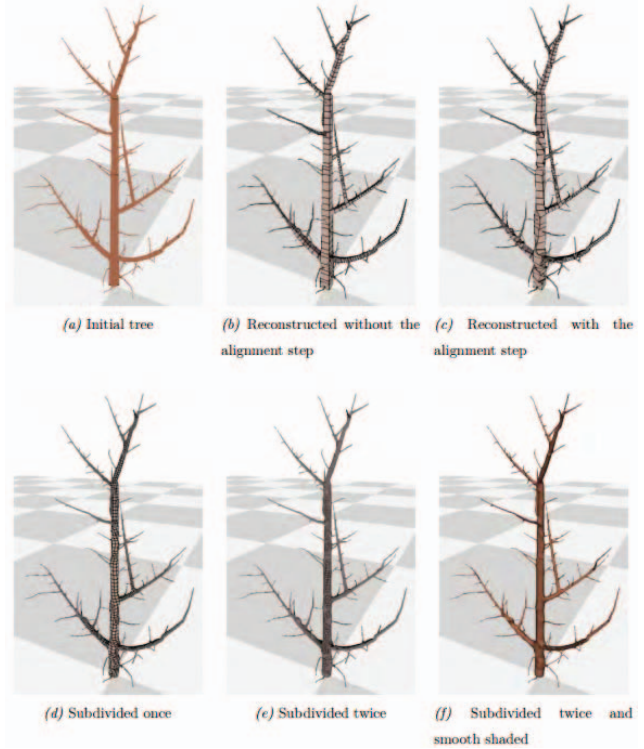 (a) Initial tree
(b) Reconstructed without the
alignment step
(c) Reconstructed with the
alignment step
(d) Subdivided once
(e) Subdivided twice
(f) Subdivided twice and
smooth shaded